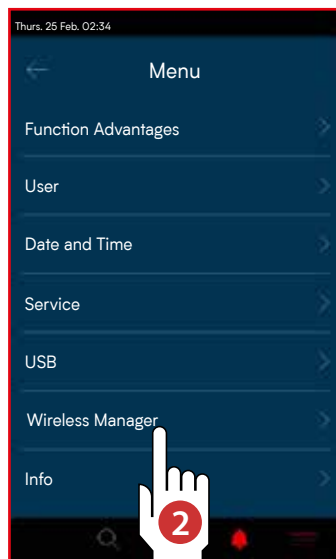 Thurs. 25 Feb. 02:34
Menu
Function Advantages
User
Date and Time
Service
USB
Wireless Manager
Info
2